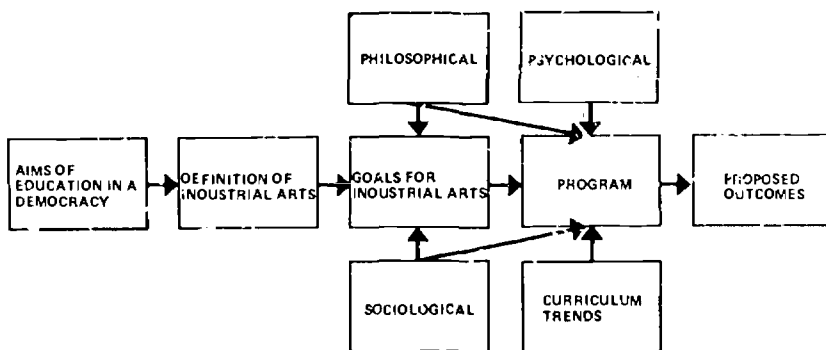 PHILOSOPHICAL
PSYCHOLOGICAL
AIMS OF
EDUCATION IN A
DEMOCRACY
DEFINITION OF
INDUSTRIAL ARTS
GOALS FOR
INDUSTRIAL ARTS
PROGRAM
PROPOSED
OUTCOMES
SOCIOLOGICAL
CURRICULUM
TRENDS